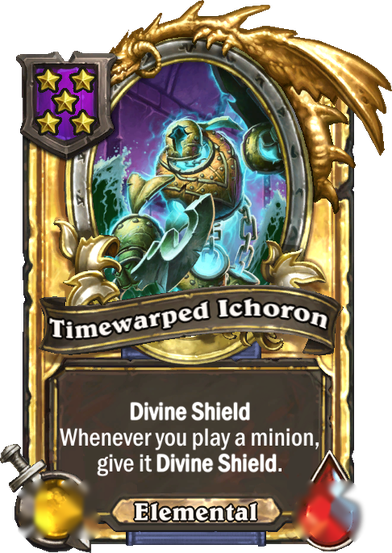 Timewarped Ichoron
Divine Shield
Whenever you play a minion,
give it Divine Shield.
Elemental